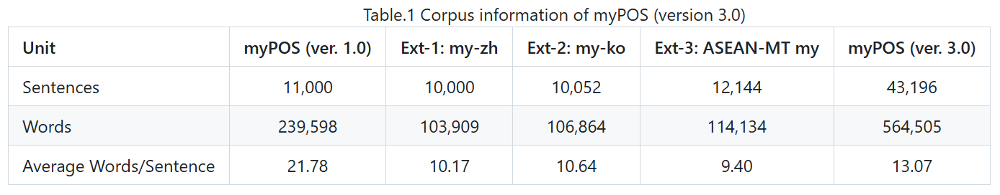 Table.1 Corpus information of myPOS (version 3.0)
Unit myPOS (ver. 1.0) Ext-1: my-zh Ext-2: my-ko Ext-3: ASEAN-MT my myPOS (ver. 3.0)
Sentences 11,000 10,000 10,052 12,144 43,196
Words 239,598 103,909 106,864 114,134 564,505
Average Words/Sentence 21.78 10.17 10.64 9.40 13.07